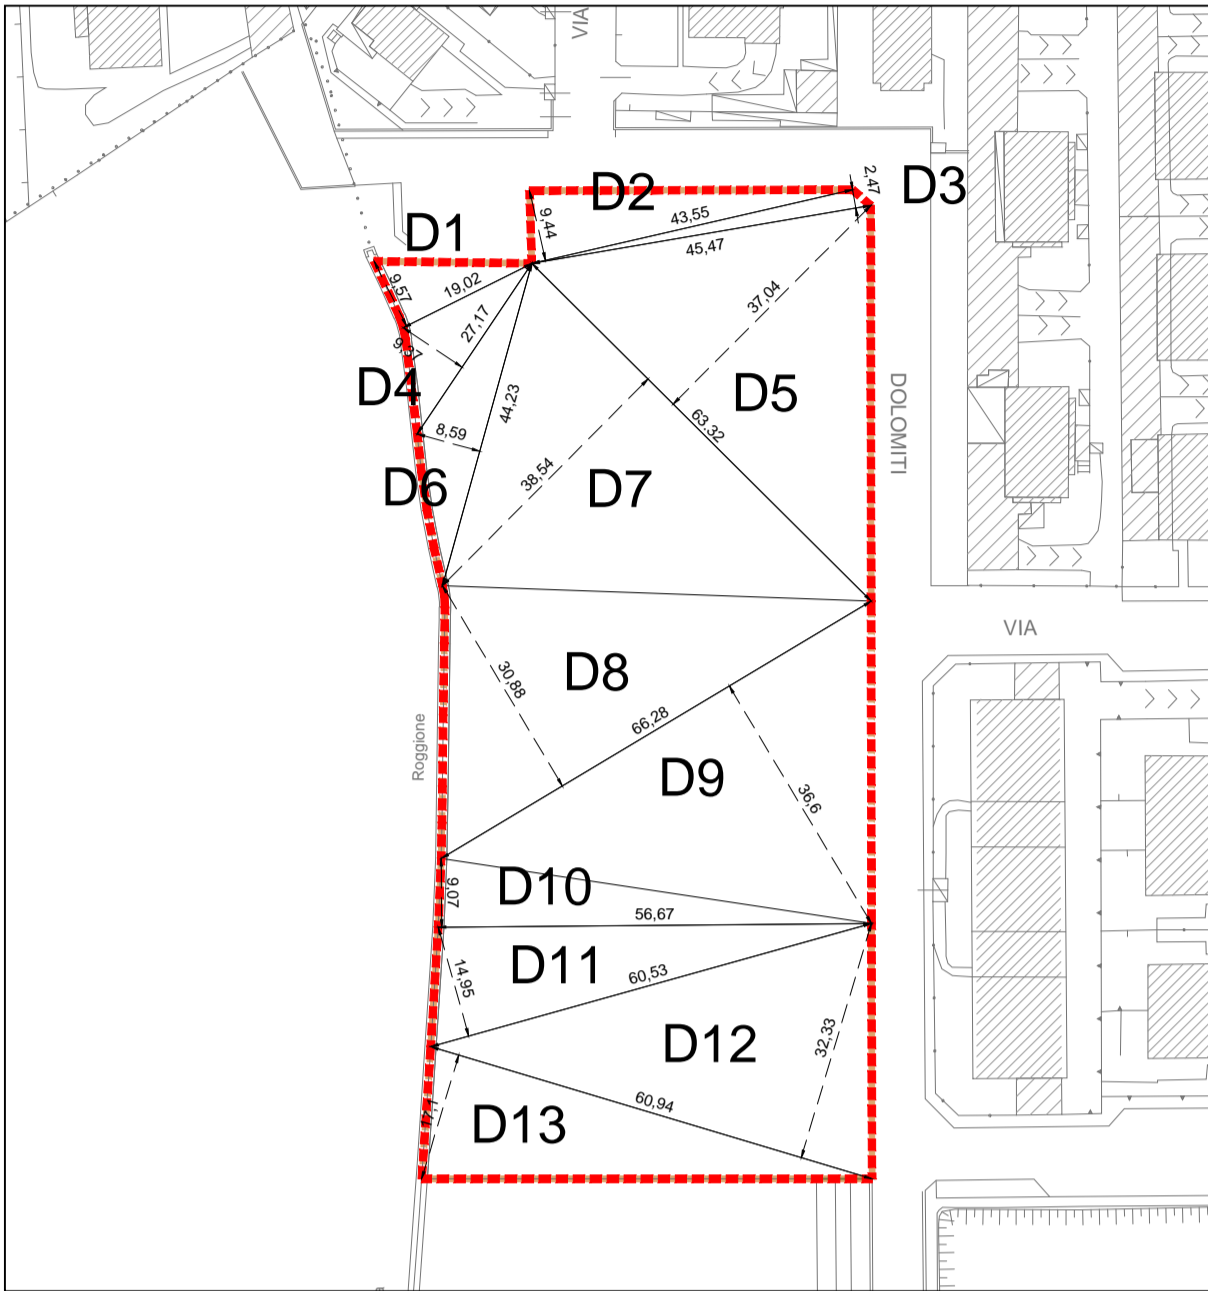 VIA
D1
D2
D3
2,47
9,44
43,55
45,47
9,57
19,02
27,17
9,37
37,04
D4
D5
DOLOMITI
44,23
63,32
8,59
38,54
D6
D7
VIA
30,88
D8
66,28
Roggione
D9
36,6
9,07
D10
56,67
14,95
D11
60,53
32,33
D12
60,94
D13